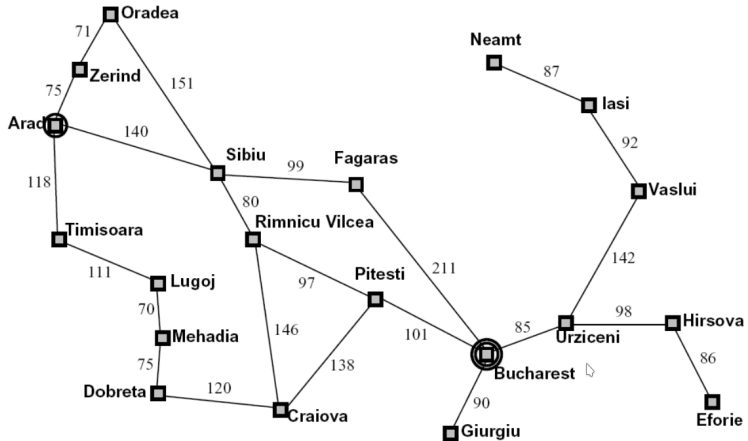 Oradea
71
Neamt
Zerind
87
151
75
Iasi
Arad
140
92
Sibiu
Fagaras
99
118
Vaslui
80
Timisoara
Rimnicu Vilcea
142
111
211
Lugoj
97
Pitesti
70
98
Hirsova
85
Mehadia
146
101
Urziceni
75
138
86
Bucharest
Dobreta
120
90
Craiova
Eforie
Giurgiu